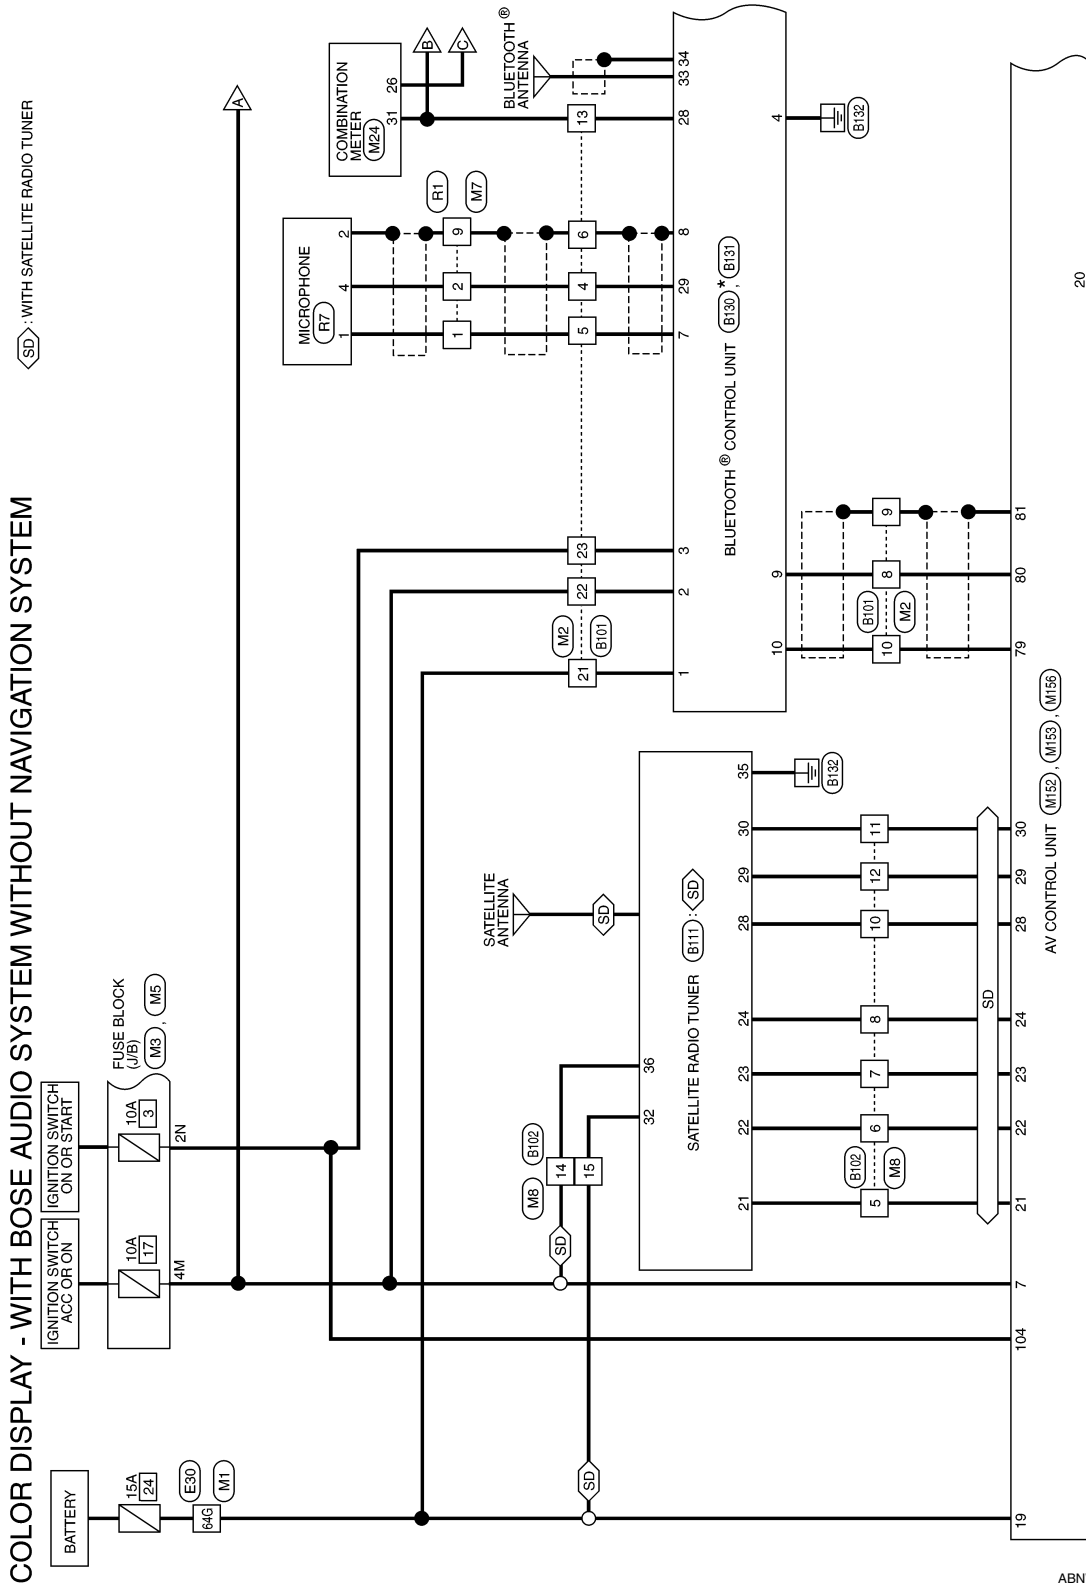 COLOR DISPLAY - WITH BOSE AUDIO SYSTEM WITHOUT NAVIGATION SYSTEM
SD : WITH SATELLITE RADIO TUNER
BATTERY
15A
24
E30
64G
M1
IGNITION SWITCH
ACC OR ON
10A
17
4M
IGNITION SWITCH
ON OR START
10A
3
2N
FUSE BLOCK
(J/B)
M3 , M5
A
MICROPHONE
R7
1
4
2
1
2
9
R1
M7
COMBINATION
METER
M24
31
26
B
C
BLUETOOTH ®
ANTENNA
SATELLITE
ANTENNA
SD
SD
SD
M8
B102
14
15
32
36
M2
B101
21
22
23
5
4
6
13
1
2
3
7
29
8
28
33
34
SATELLITE RADIO TUNER B111 : SD
BLUETOOTH ® CONTROL UNIT B130 *, B131
21
22
23
24
28
29
30
35
B132
10
9
4
B132
B102
M8
5
6
7
8
10
12
11
B101
M2
10
8
9
SD
19
104
7
21
22
23
24
28
29
30
79
80
81
20
AV CONTROL UNIT M152 , M153 , M156
ABN